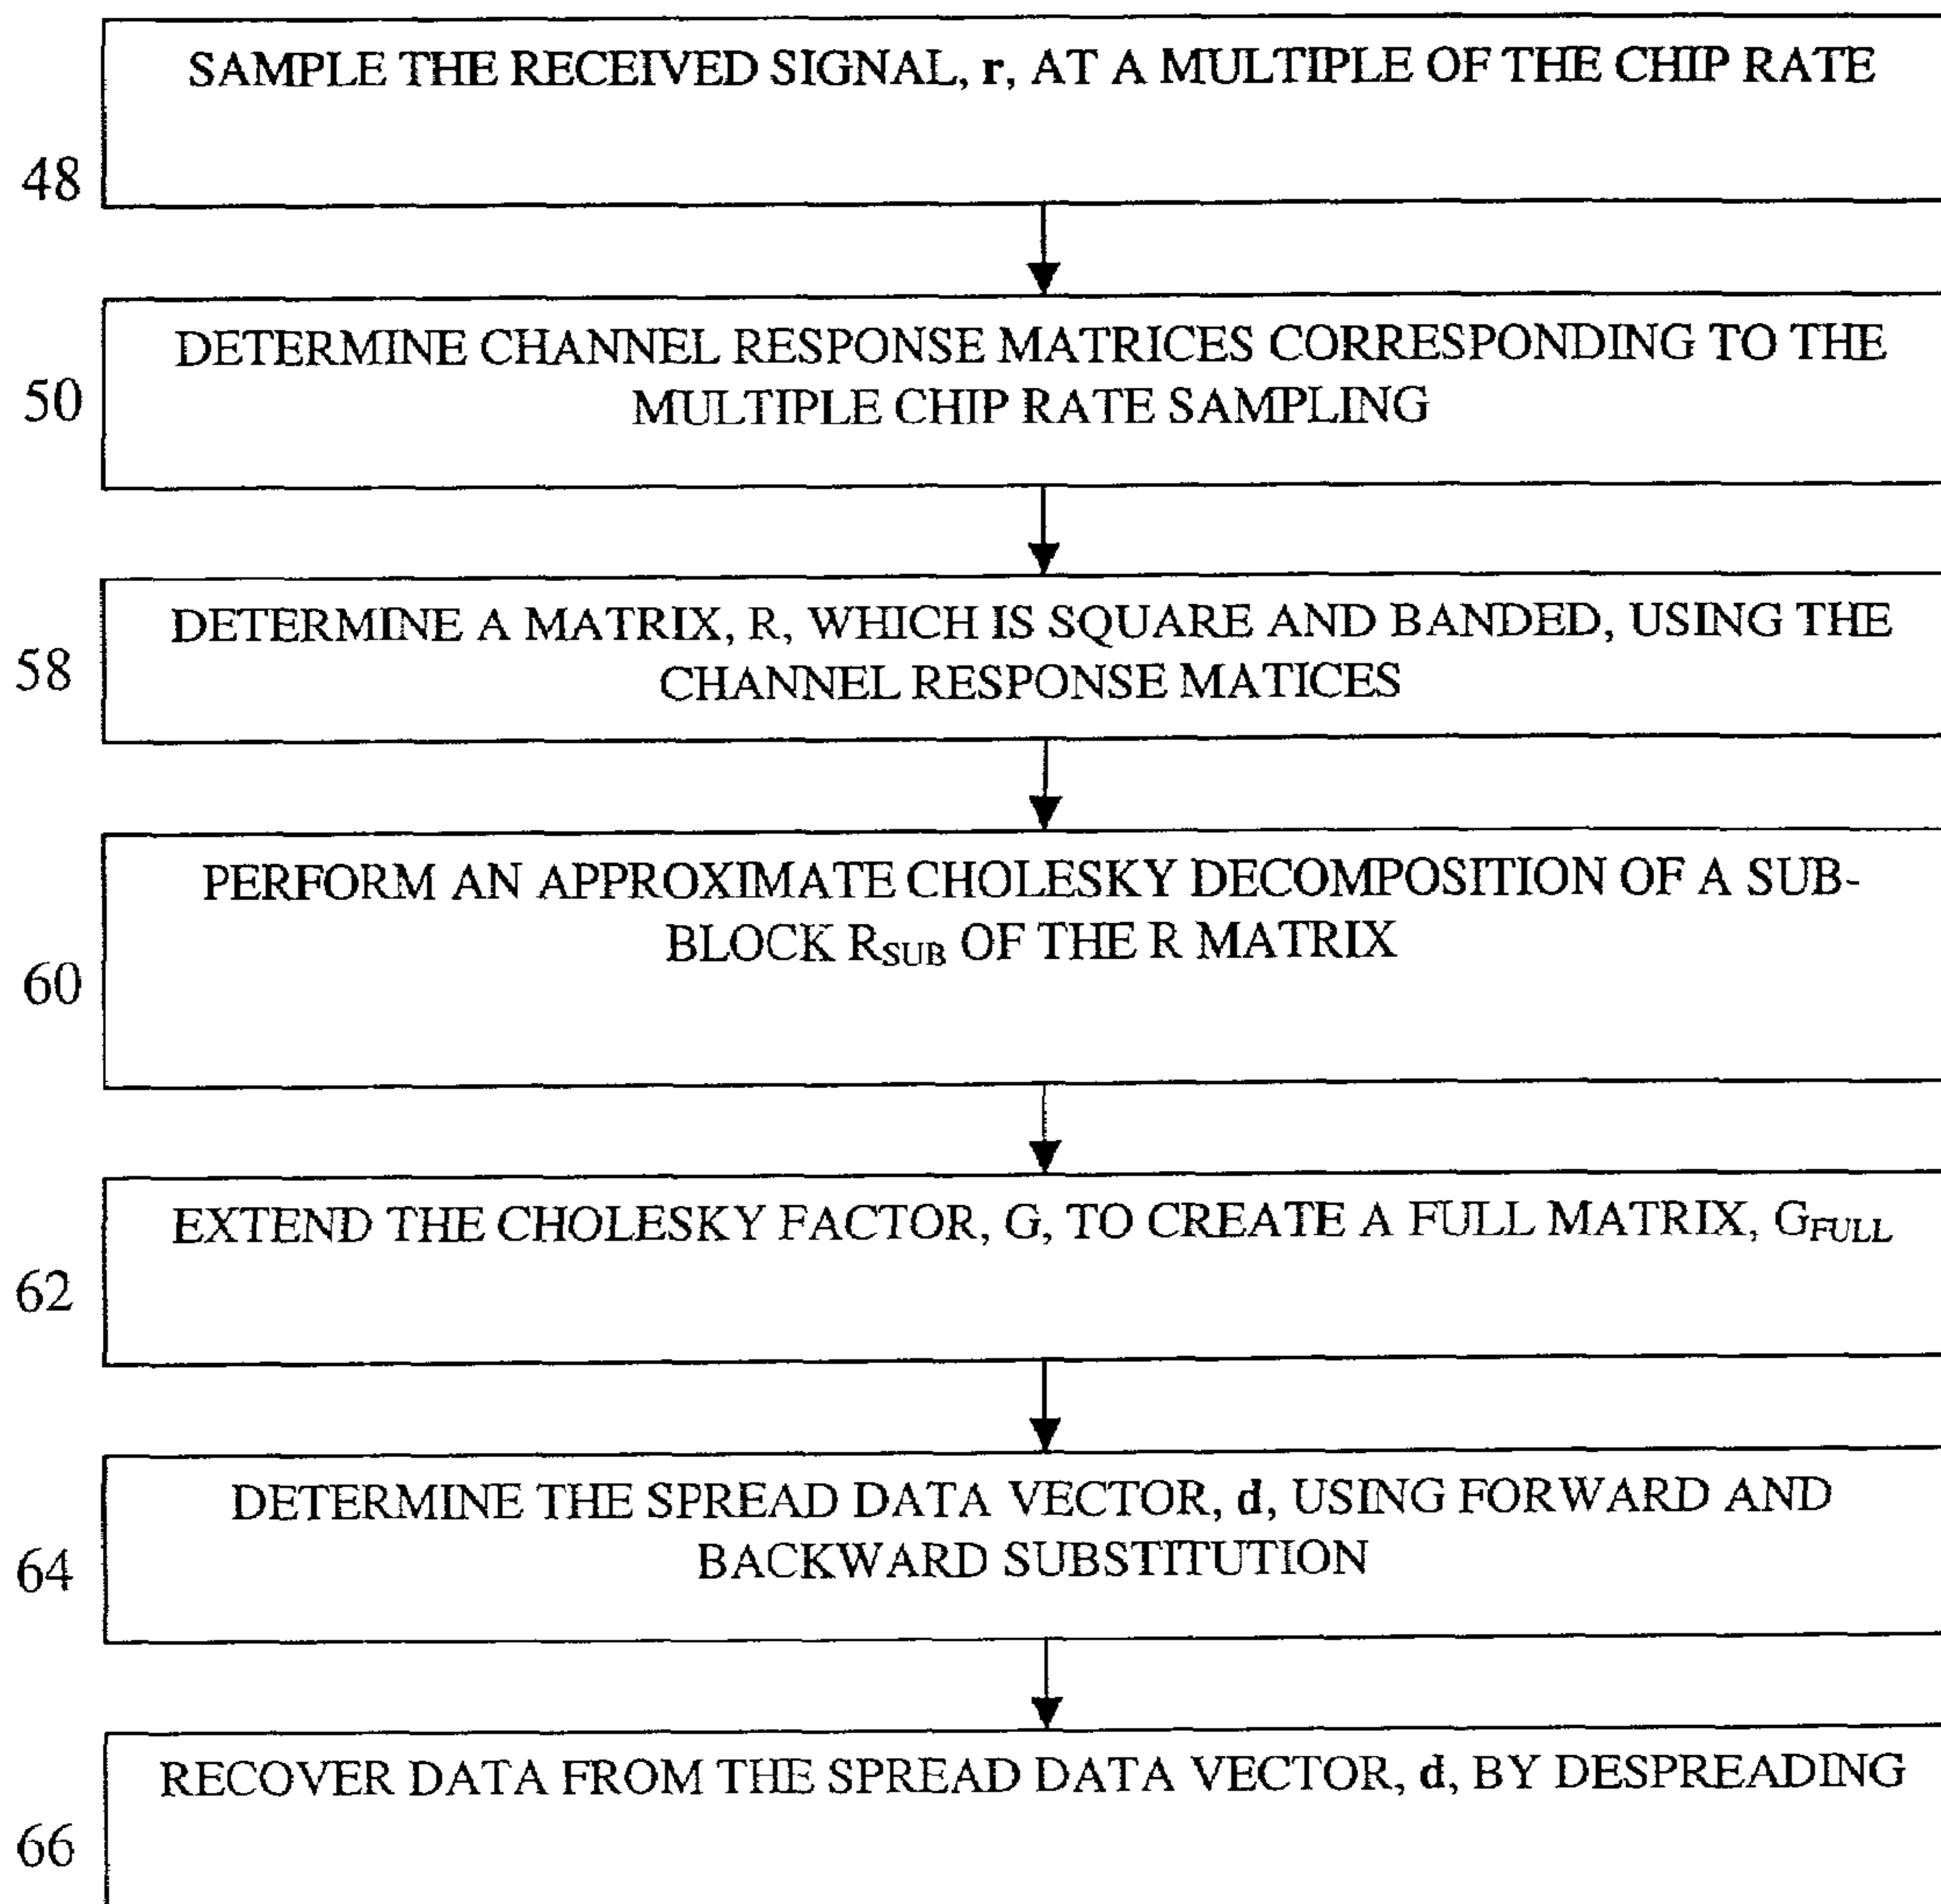 SAMPLE THE RECEIVED SIGNAL, r, AT A MULTIPLE OF THE CHIP RATE
48
DETERMINE CHANNEL RESPONSE MATRICES CORRESPONDING TO THE
MULTIPLE CHIP RATE SAMPLING
50
DETERMINE A MATRIX, R, WHICH IS SQUARE AND BANDED, USING THE
CHANNEL RESPONSE MATICES
58
PERFORM AN APPROXIMATE CHOLESKY DECOMPOSITION OF A SUB-
BLOCK RSUB OF THE R MATRIX
60
EXTEND THE CHOLESKY FACTOR, G, TO CREATE A FULL MATRIX, GFULL
62
DETERMINE THE SPREAD DATA VECTOR, d, USING FORWARD AND
BACKWARD SUBSTITUTION
64
RECOVER DATA FROM THE SPREAD DATA VECTOR, d, BY DESPREADING
66